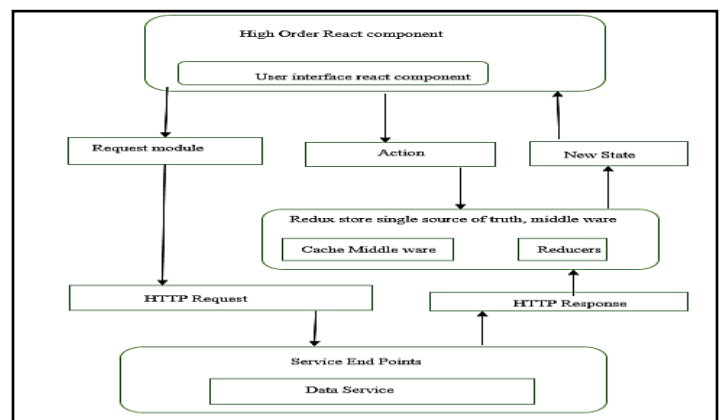 High Order React component
User interface react component
Request module
Action
New State
Redux store single source of truth, middle ware
Cache Middle ware
Reducers
HTTP Request
HTTP Response
Service End Points
Data Service